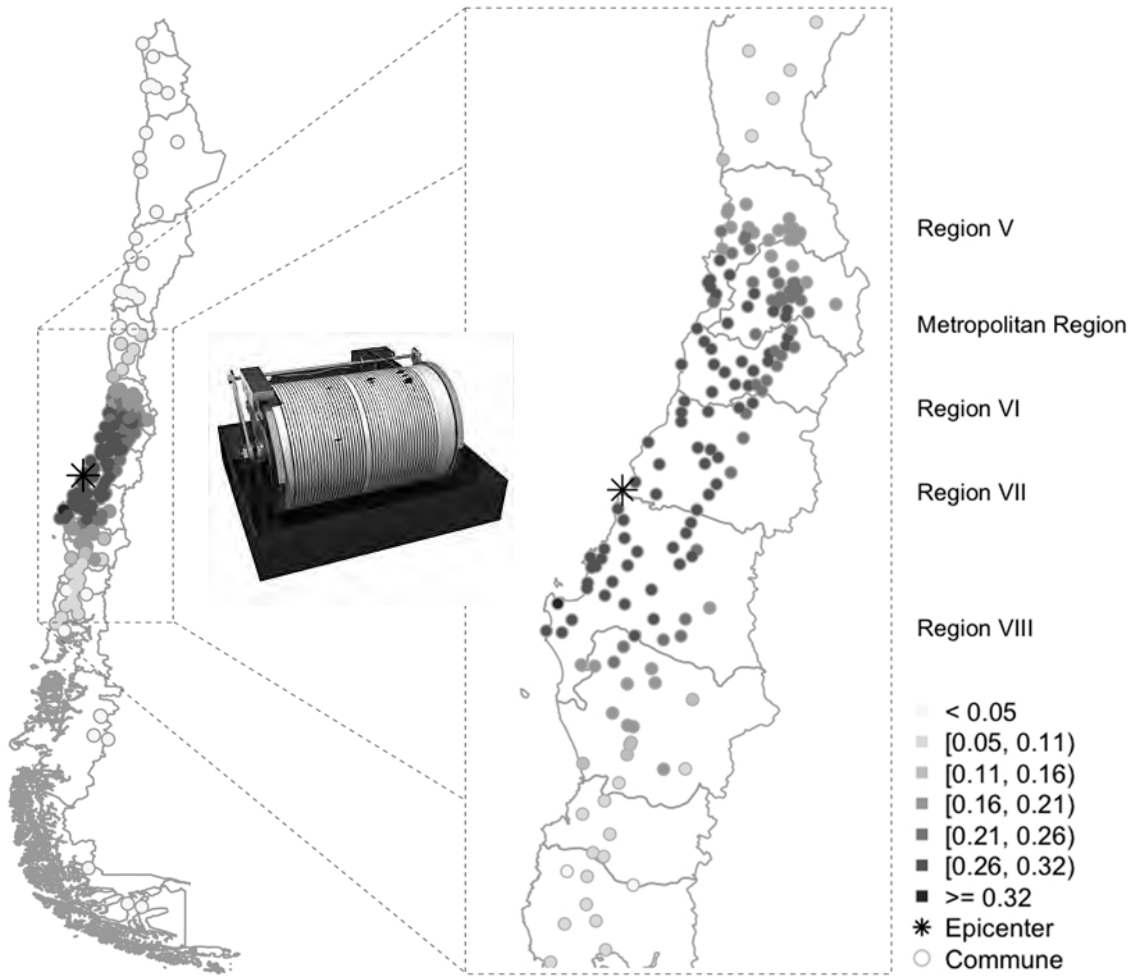 Region V
Metropolitan Region
Region VI
Region VII
Region VIII
< 0.05
[0.05, 0.11)
[0.11, 0.16)
[0.16, 0.21)
[0.21, 0.26)
[0.26, 0.32)
>= 0.32
Epicenter
Commune